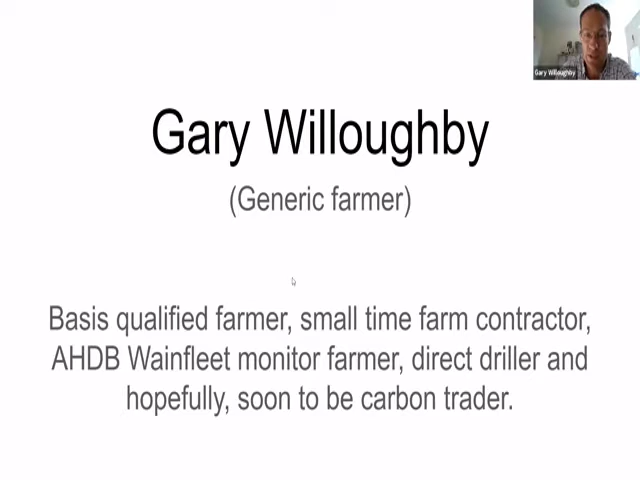 Gary Willoughby
Gary Willoughby
(Generic farmer)
Basis qualified farmer, small time farm contractor,
AHDB Wainfleet monitor farmer, direct driller and
hopefully, soon to be carbon trader.